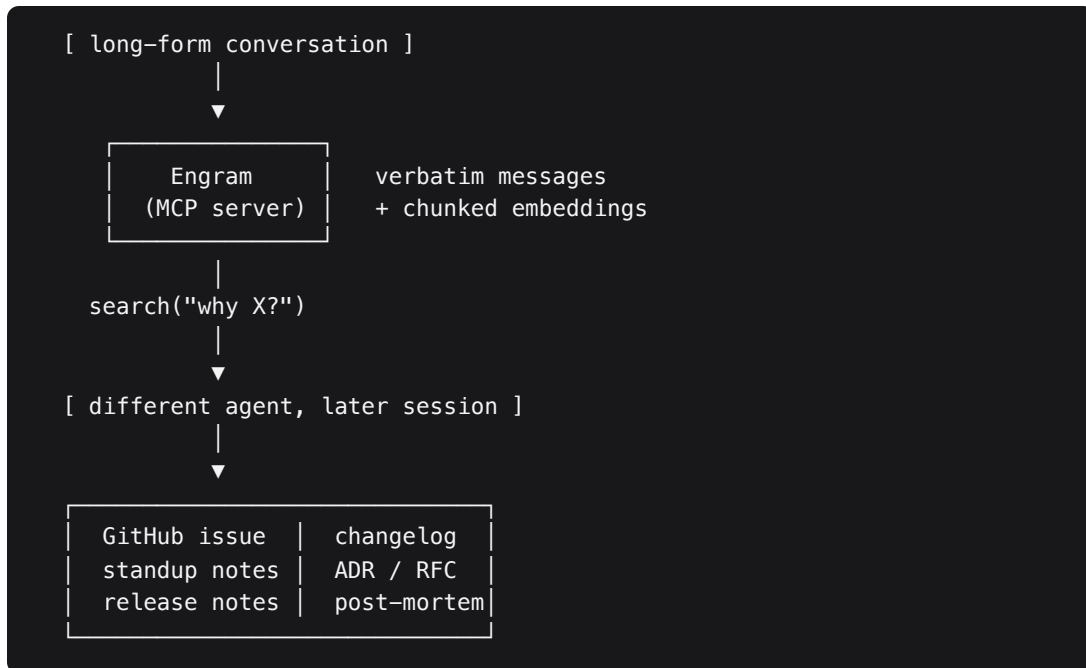 [ long-form conversation ]
Engram verbatim messages
(MCP server) + chunked embeddings
search("why X?")
[ different agent, later session ]
GitHub issue changelog
standup notes ADR / RFC
release notes post-mortem